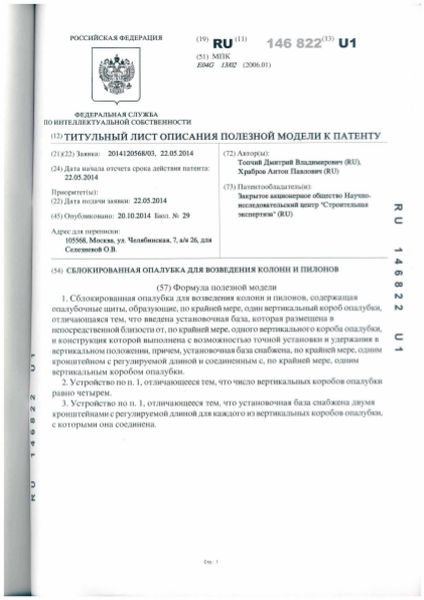 РОССИЙСКАЯ ФЕДЕРАЦИЯ
(19) RU (11) 146 822 (13) U1
(51) МПК
E04G 13/02 (2006.01)
ФЕДЕРАЛЬНАЯ СЛУЖБА
ПО ИНТЕЛЛЕКТУАЛЬНОЙ СОБСТВЕННОСТИ
(12) ТИТУЛЬНЫЙ ЛИСТ ОПИСАНИЯ ПОЛЕЗНОЙ МОДЕЛИ К ПАТЕНТУ
(21)(22) Заявка: 2014120568/03, 22.05.2014
(24) Дата начала отсчета срока действия патента:
22.05.2014
Приоритет(ы):
(22) Дата подачи заявки: 22.05.2014
(45) Опубликовано: 20.10.2014 Бюл. № 29
Адрес для переписки:
105568, Москва, ул. Челябинская, 7, а/я 26, для
Селезневой О.В.
(72) Автор(ы):
Топчий Дмитрий Владимирович (RU),
Храбров Антон Павлович (RU)
(73) Патентообладатель(и):
Закрытое акционерное общество Научно-
исследовательский центр "Строительная
экспертиза" (RU)
(54) СБЛОКИРОВАННАЯ ОПАЛУБКА ДЛЯ ВОЗВЕДЕНИЯ КОЛОНН И ПИЛОНОВ
(57) Формула полезной модели
1. Сблокированная опалубка для возведения колонн и пилонов, содержащая
опалубочные щиты, образующие, по крайней мере, один вертикальный короб опалубки,
отличающаяся тем, что введена установочная база, которая размещена в
непосредственной близости от, по крайней мере, одного вертикального короба опалубки,
и конструкция которой выполнена с возможностью точной установки и удержания в
вертикальном положении, причем, установочная база снабжена, по крайней мере, одним
кронштейном с регулируемой длиной и соединенным с, по крайней мере, одним
вертикальным коробом опалубки.
2. Устройство по п. 1, отличающееся тем, что число вертикальных коробов опалубки
равно четырем.
3. Устройство по п. 1, отличающееся тем, что установочная база снабжена двумя
кронштейнами с регулируемой длиной для каждого из вертикальных коробов опалубки,
с которыми она соединена.
RU 146822 U1
RU 146822 U1
Стр.: 1